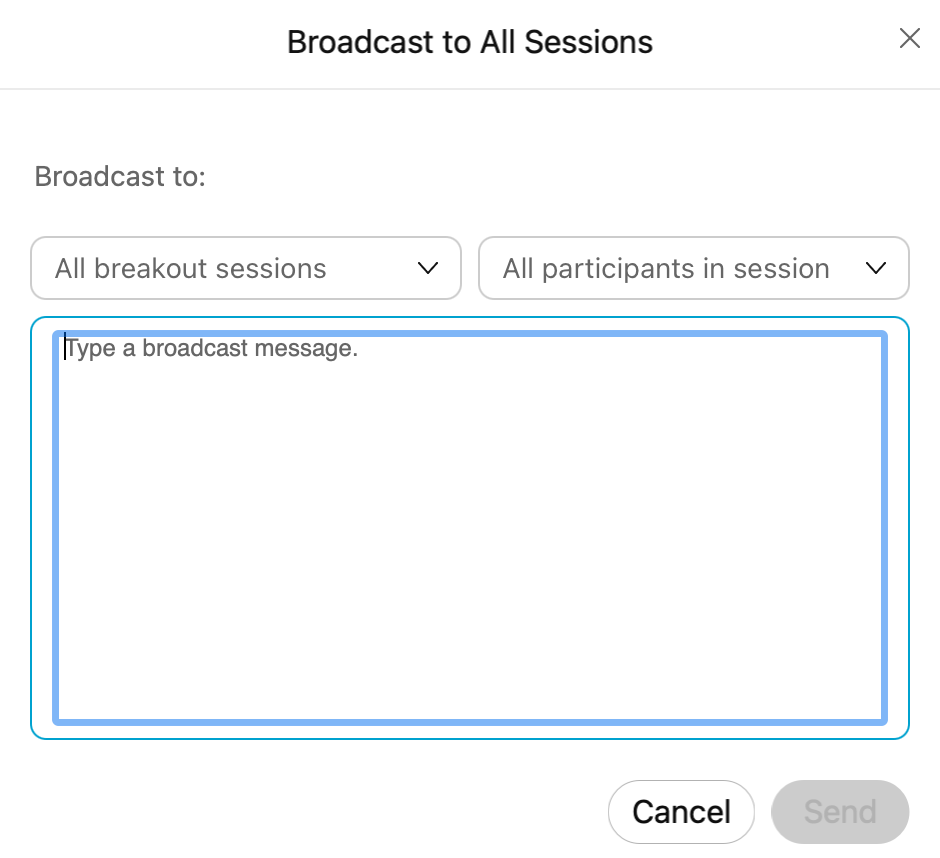 Broadcast to All Sessions
Broadcast to:
All breakout sessions
All participants in session
Type a broadcast message.
Cancel
Send